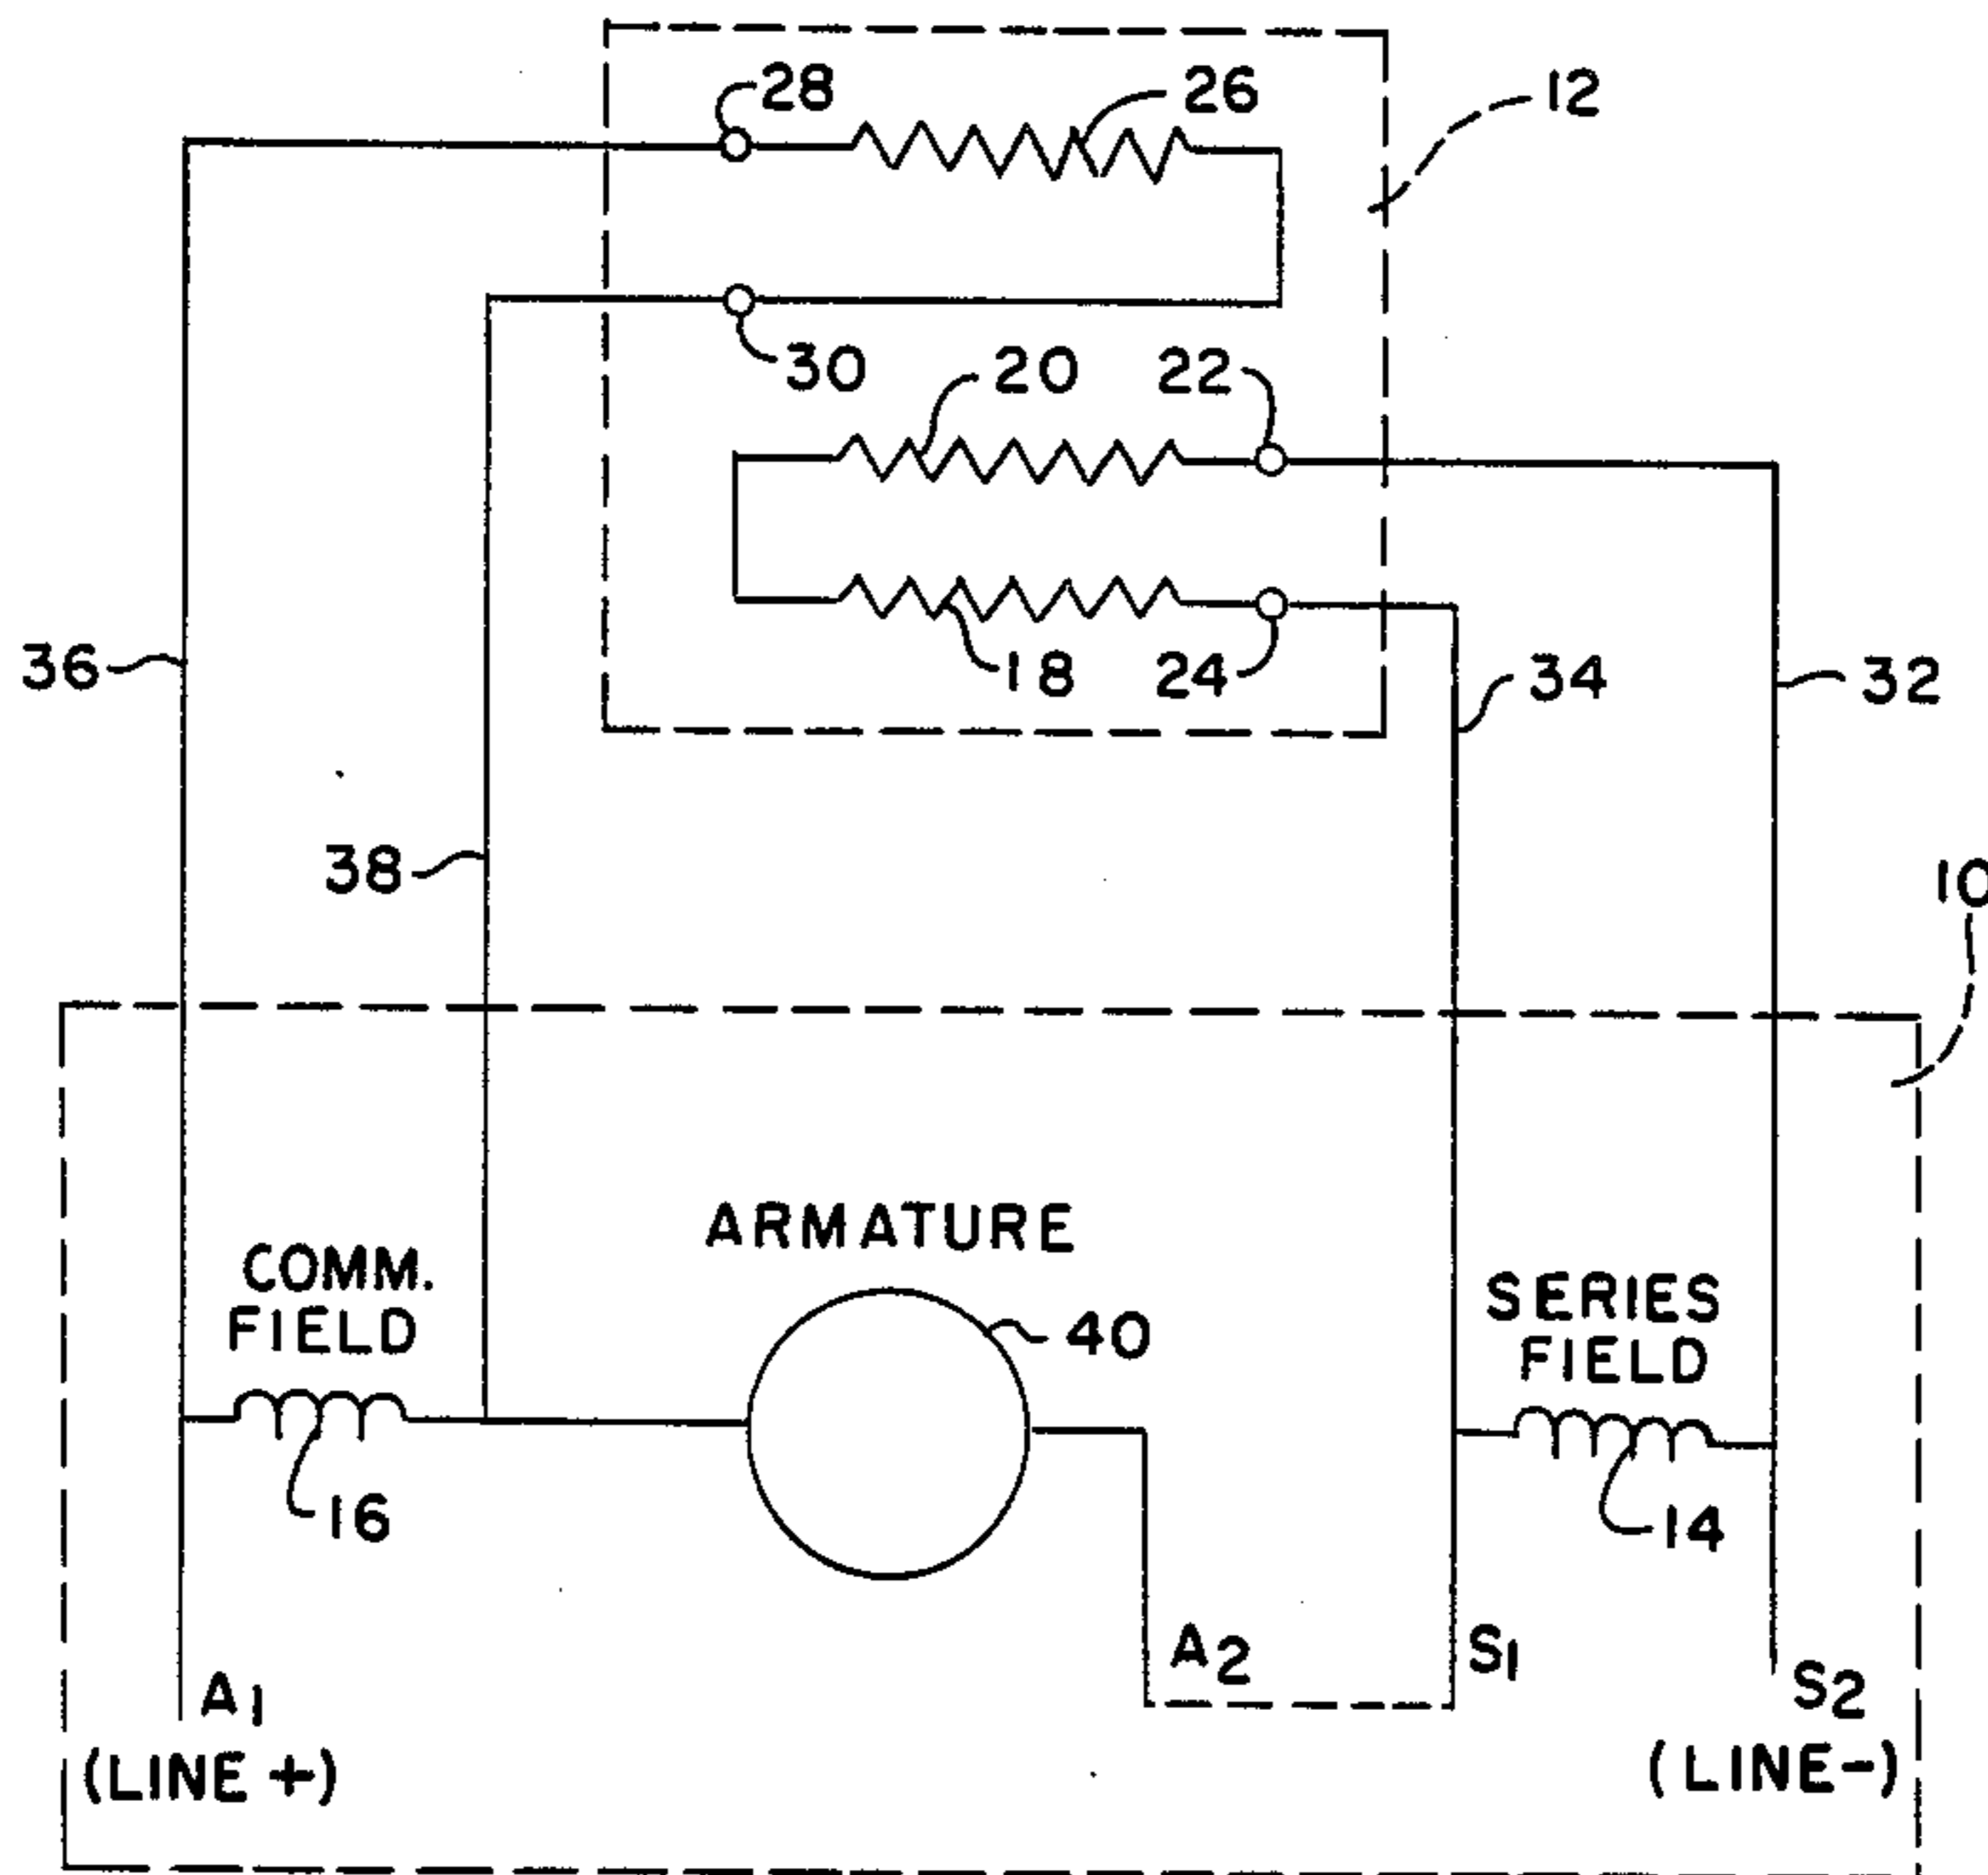 28
26
12
30
20
22
36
18
24
34
32
38
10
ARMATURE
COMM.
FIELD
40
SERIES
FIELD
16
14
A2
S1
A1
S2
(LINE +)
(LINE-)